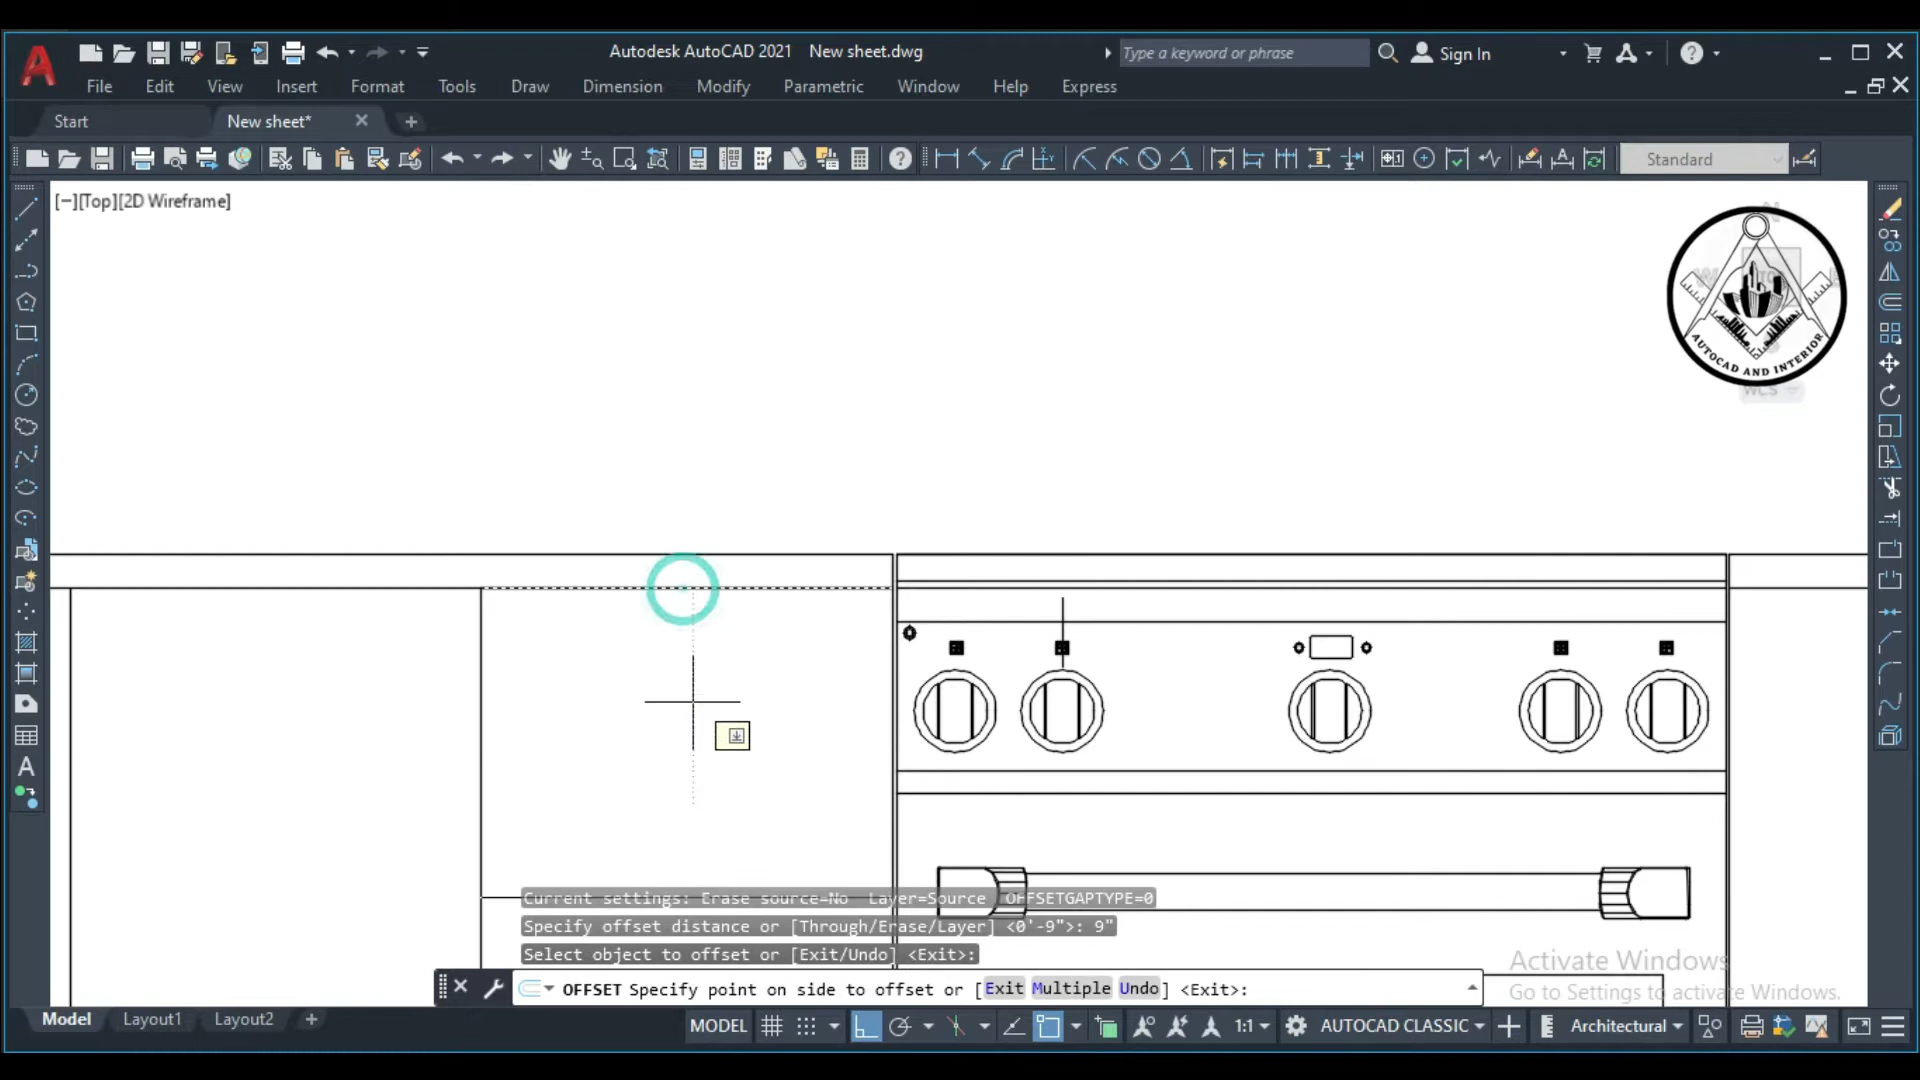 Autodesk AutoCAD 2021 New sheet.dwg
Type a keyword or phrase
Sign In
File Edit View Insert Format Tools Draw Dimension Modify Parametric Window Help Express
Start New sheet*
Standard
[−][Top][2D Wireframe]
AUTOCAD AND INTERIOR
WCS
Current settings: Erase source=No Layer=Source OFFSETGAPTYPE=0
Specify offset distance or [Through/Erase/Layer] <0'-9">: 9"
Select object to offset or [Exit/Undo] <Exit>:
OFFSET Specify point on side to offset or [Exit Multiple Undo] <Exit>:
Activate Windows
Go to Settings to activate Windows.
Model Layout1 Layout2
MODEL 1:1 AUTOCAD CLASSIC Architectural